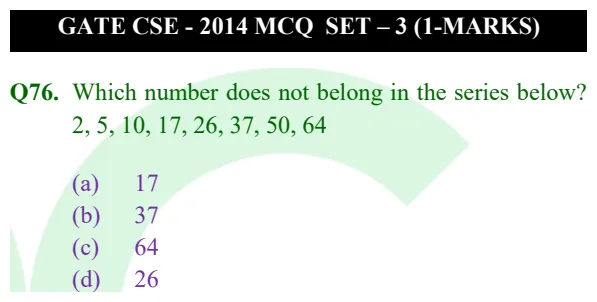 GATE CSE - 2014 MCQ SET – 3 (1-MARKS)
Q76. Which number does not belong in the series below?
2, 5, 10, 17, 26, 37, 50, 64
(a) 17
(b) 37
(c) 64
(d) 26